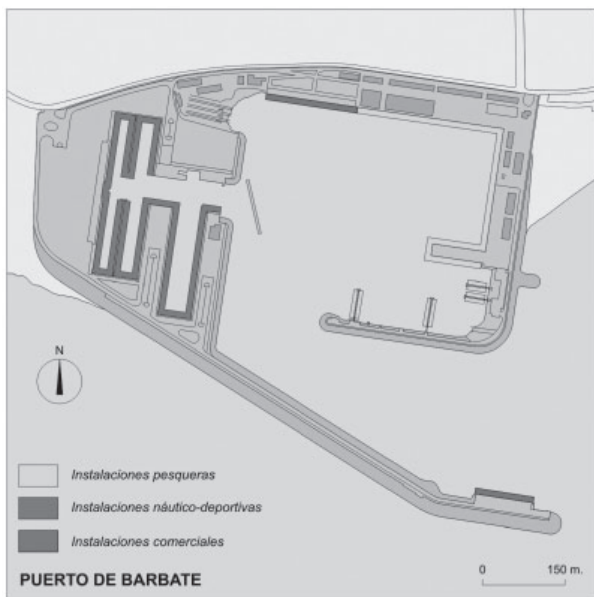 N
Instalaciones pesqueras
Instalaciones náutico-deportivas
Instalaciones comerciales
PUERTO DE BARBATE
0 150 m.